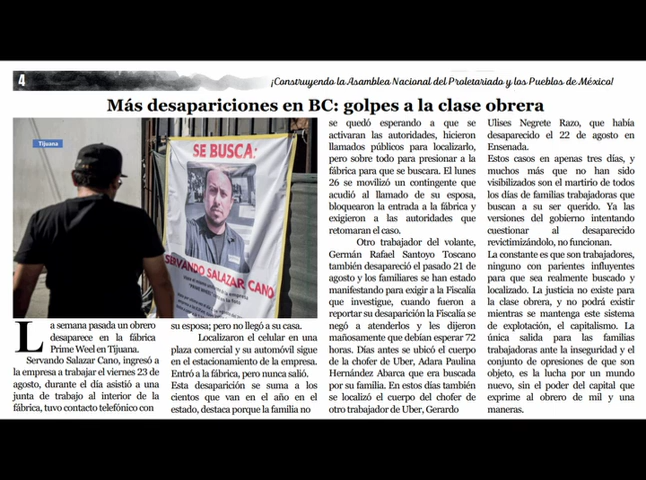 4
¡Construyendo la Asamblea Nacional del Proletariado y los Pueblos de México!
Más desapariciones en BC: golpes a la clase obrera
Tijuana
SE BUSCA:
SERVANDO SALAZAR CANO
La semana pasada un obrero
desaparece en la fábrica
Prime Weel en Tijuana.
Servando Salazar Cano, ingresó a
la empresa a trabajar el viernes 23 de
agosto, durante el día asistió a una
junta de trabajo al interior de la
fábrica, tuvo contacto telefónico con
su esposa; pero no llegó a su casa.
Localizaron el celular en una
plaza comercial y su automóvil sigue
en el estacionamiento de la empresa.
Entró a la fábrica, pero nunca salió.
Esta desaparición se suma a los
cientos que van en el año en el
estado, destaca porque la familia no
se quedó esperando a que se
activaran las autoridades, hicieron
llamados públicos para localizarlo,
pero sobre todo para presionar a la
fábrica para que se buscara. El lunes
26 se movilizó un contingente que
acudió al llamado de su esposa,
bloquearon la entrada a la fábrica y
exigieron a las autoridades que
retomaran el caso.
Otro trabajador del volante,
Germán Rafael Santoyo Toscano
también desapareció el pasado 21 de
agosto y los familiares se han estado
manifestando para exigir a la Fiscalía
que investigue, cuando fueron a
reportar su desaparición la Fiscalía se
negó a atenderlos y les dijeron
mañosamente que debían esperar 72
horas. Días antes se ubicó el cuerpo
de la chofer de Uber, Adara Paulina
Hernández Abarca que era buscada
por su familia. En estos días también
se localizó el cuerpo del chofer de
otro trabajador de Uber, Gerardo
Ulises Negrete Razo, que había
desaparecido el 22 de agosto en
Ensenada.
Estos casos en apenas tres días, y
muchos más que no han sido
visibilizados son el martirio de todos
los días de familias trabajadoras que
buscan a su ser querido. Ya las
versiones del gobierno intentando
cuestionar al desaparecido
revictimizándolo, no funcionan.
La constante es que son trabajadores,
ninguno con parientes influyentes
para que sea realmente buscado y
localizado. La justicia no existe para
la clase obrera, y no podrá existir
mientras se mantenga este sistema
de explotación, el capitalismo. La
única salida para las familias
trabajadoras ante la inseguridad y el
conjunto de opresiones de que son
objeto, es la lucha por un mundo
nuevo, sin el poder del capital que
exprime al obrero de mil y una
maneras.